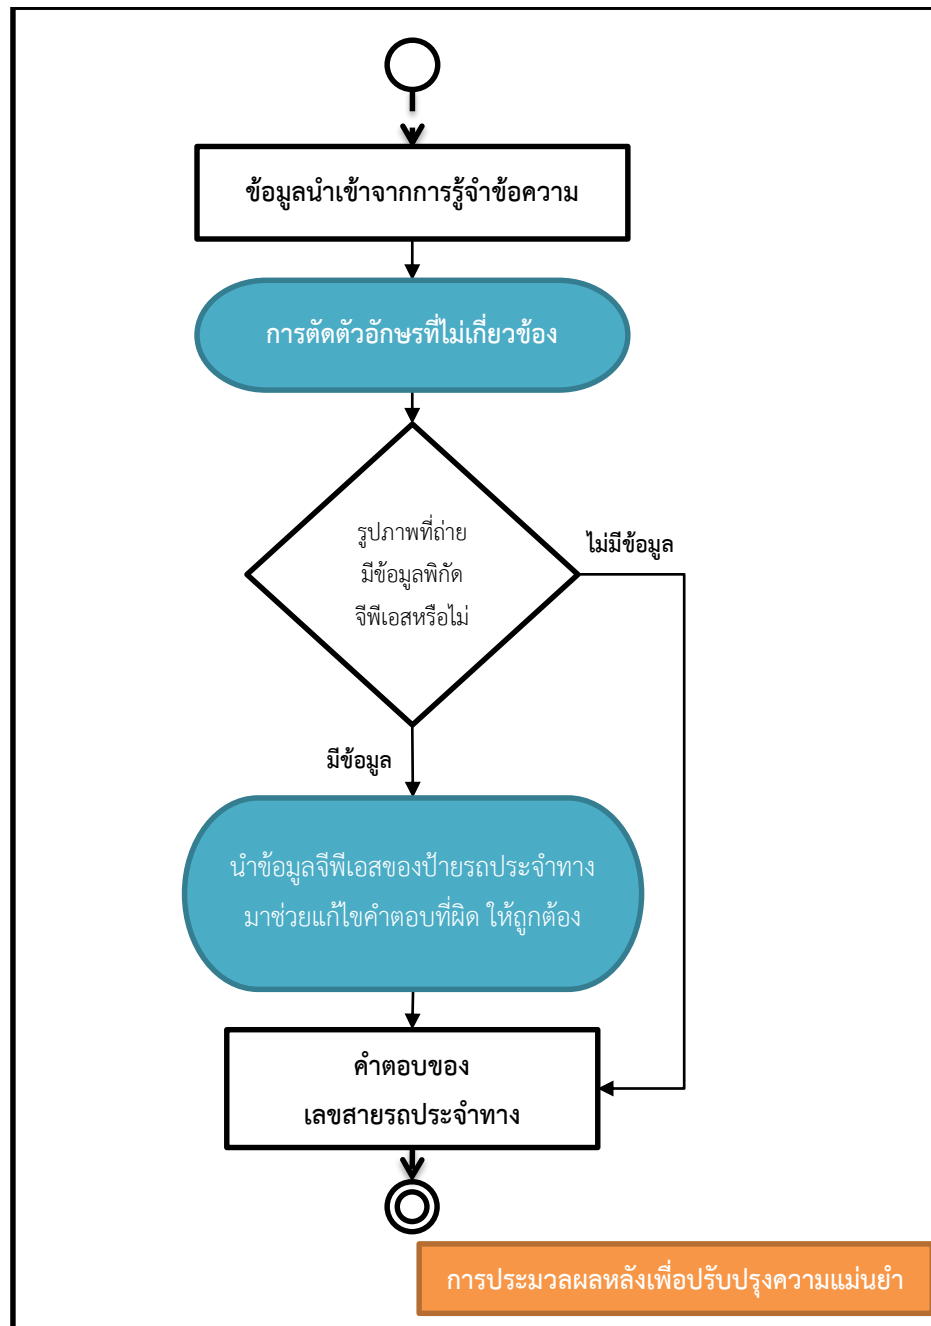 ข้อมูลนำเข้าจากการรู้จำข้อความ
การตัดตัวอักษรที่ไม่เกี่ยวข้อง
รูปภาพที่ถ่าย
มีข้อมูลพิกัด
จีพีเอสหรือไม่
ไม่มีข้อมูล
มีข้อมูล
นำข้อมูลจีพีเอสของป้ายรถประจำทาง
มาช่วยแก้ไขคำตอบที่ผิด ให้ถูกต้อง
คำตอบของ
เลขสายรถประจำทาง
การประมวลผลหลังเพื่อปรับปรุงความแม่นยำ